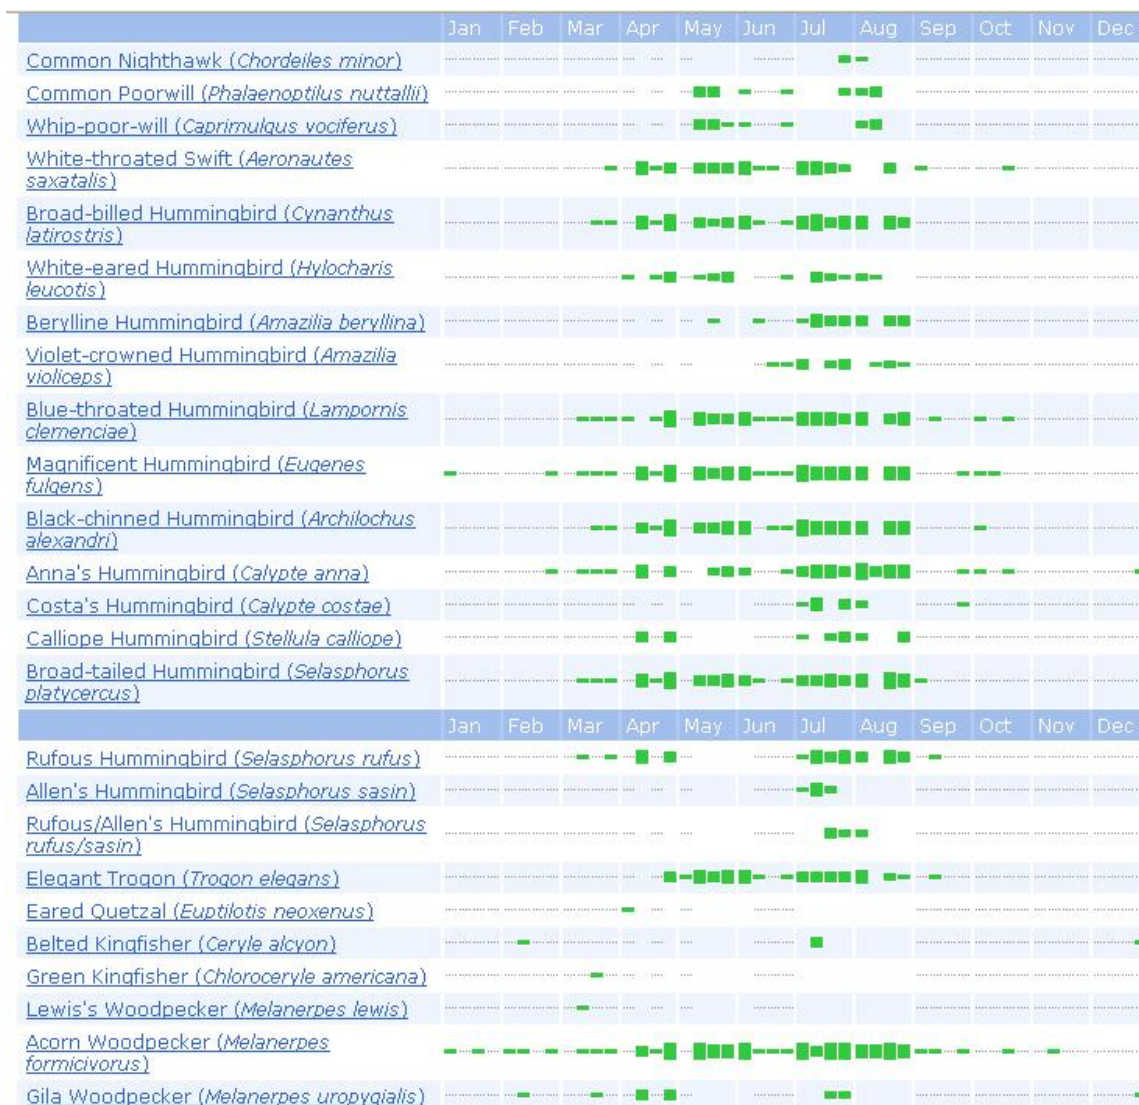 Jan Feb Mar Apr May Jun Jul Aug Sep Oct Nov Dec
Common Nighthawk (Chordeiles minor)
Common Poorwill (Phalaenoptilus nuttallii)
Whip-poor-will (Caprimulgus vociferus)
White-throated Swift (Aeronautes
saxatalis)
Broad-billed Hummingbird (Cynanthus
latirostris)
White-eared Hummingbird (Hylocharis
leucotis)
Berylline Hummingbird (Amazilia beryllina)
Violet-crowned Hummingbird (Amazilia
violiceps)
Blue-throated Hummingbird (Lampornis
clemenciae)
Magnificent Hummingbird (Eugenes
fulgens)
Black-chinned Hummingbird (Archilochus
alexandri)
Anna's Hummingbird (Calypte anna)
Costa's Hummingbird (Calypte costae)
Calliope Hummingbird (Stellula calliope)
Broad-tailed Hummingbird (Selasphorus
platycercus)
Jan Feb Mar Apr May Jun Jul Aug Sep Oct Nov Dec
Rufous Hummingbird (Selasphorus rufus)
Allen's Hummingbird (Selasphorus sasin)
Rufous/Allen's Hummingbird (Selasphorus
rufus/sasin)
Elegant Trogon (Trogon elegans)
Eared Quetzal (Euptilotis neoxenus)
Belted Kingfisher (Ceryle alcyon)
Green Kingfisher (Chloroceryle americana)
Lewis's Woodpecker (Melanerpes lewis)
Acorn Woodpecker (Melanerpes
formicivorus)
Gila Woodpecker (Melanerpes uropygialis)